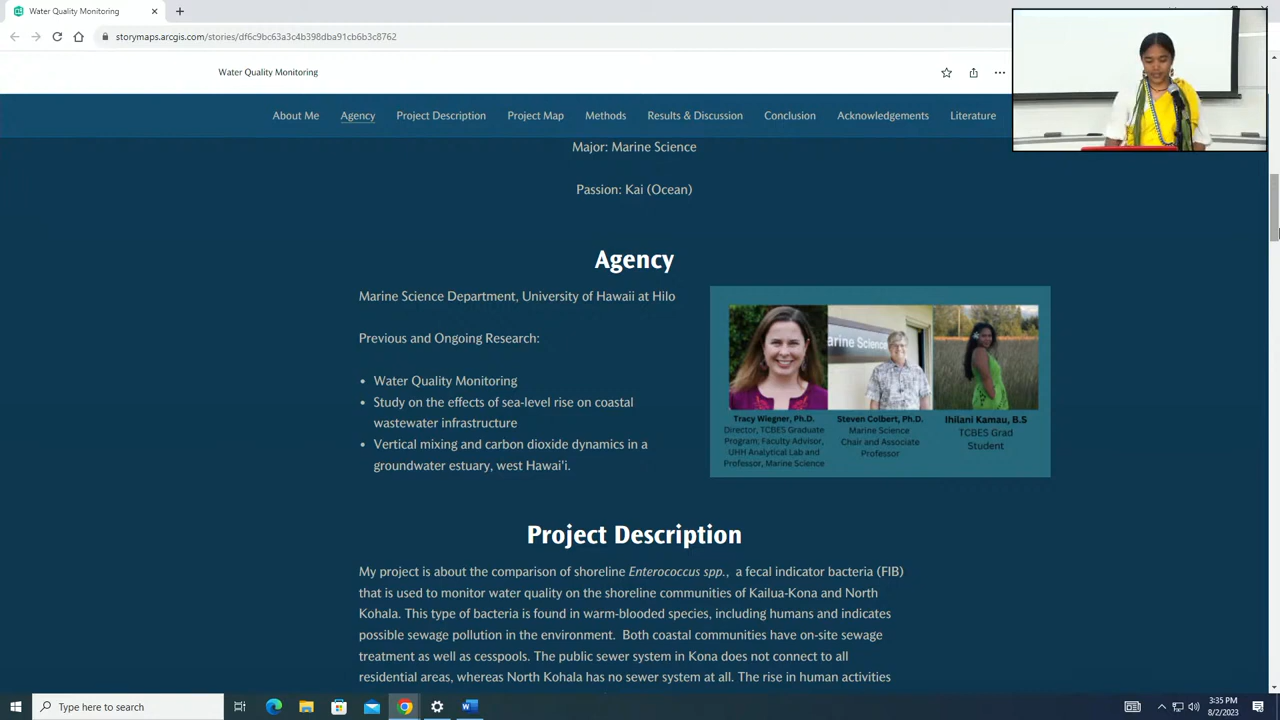 Water Quality Monitoring
storymaps.arcgis.com/stories/df6c9bc63a3c4b398dba91cb6b3c8762
Water Quality Monitoring
About Me Agency Project Description Project Map Methods Results & Discussion Conclusion Acknowledgements Literature
Major: Marine Science
Passion: Kai (Ocean)
Agency
Marine Science Department, University of Hawaii at Hilo
Previous and Ongoing Research:
• Water Quality Monitoring
• Study on the effects of sea-level rise on coastal
wastewater infrastructure
• Vertical mixing and carbon dioxide dynamics in a
groundwater estuary, west Hawai'i.
arine Science
Tracy Wiegner, Ph.D.
Director, TCBES Graduate
Program; Faculty Advisor,
UHH Analytical Lab and
Professor, Marine Science
Steven Colbert, Ph.D.
Marine Science
Chair and Associate
Professor
Ihilani Kamau, B.S
TCBES Grad
Student
Project Description
My project is about the comparison of shoreline Enterococcus spp., a fecal indicator bacteria (FIB)
that is used to monitor water quality on the shoreline communities of Kailua-Kona and North
Kohala. This type of bacteria is found in warm-blooded species, including humans and indicates
possible sewage pollution in the environment. Both coastal communities have on-site sewage
treatment as well as cesspools. The public sewer system in Kona does not connect to all
residential areas, whereas North Kohala has no sewer system at all. The rise in human activities
Type here to search
3:35 PM
8/2/2023